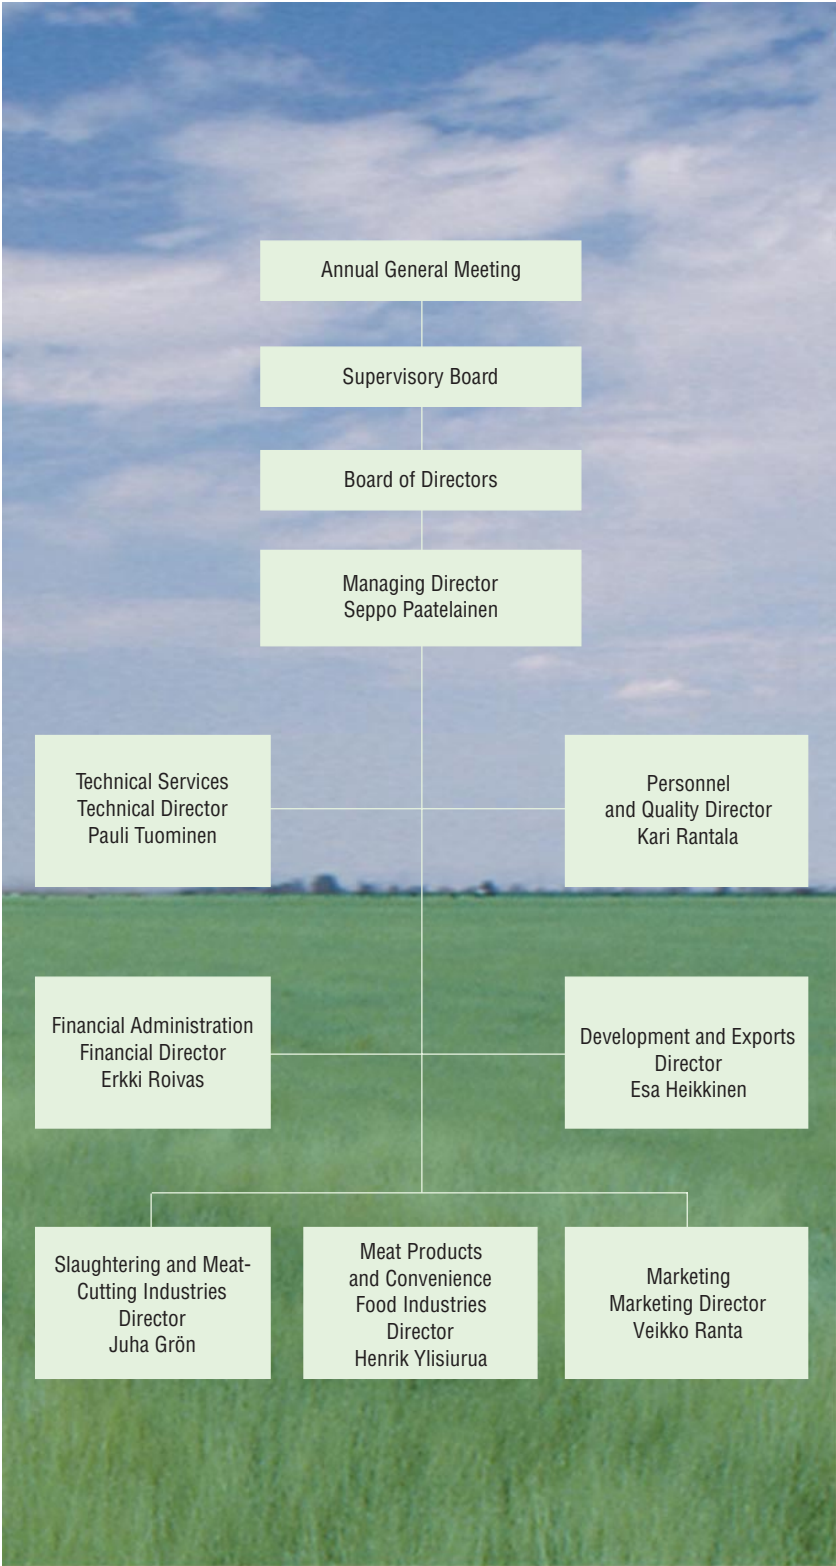 Annual General Meeting
Supervisory Board
Board of Directors
Managing Director
Seppo Paatelainen
Technical Services
Technical Director
Pauli Tuominen
Personnel
and Quality Director
Kari Rantala
Financial Administration
Financial Director
Erkki Roivas
Development and Exports
Director
Esa Heikkinen
Slaughtering and Meat-
Cutting Industries
Director
Juha Grön
Meat Products
and Convenience
Food Industries
Director
Henrik Ylisiurua
Marketing
Marketing Director
Veikko Ranta